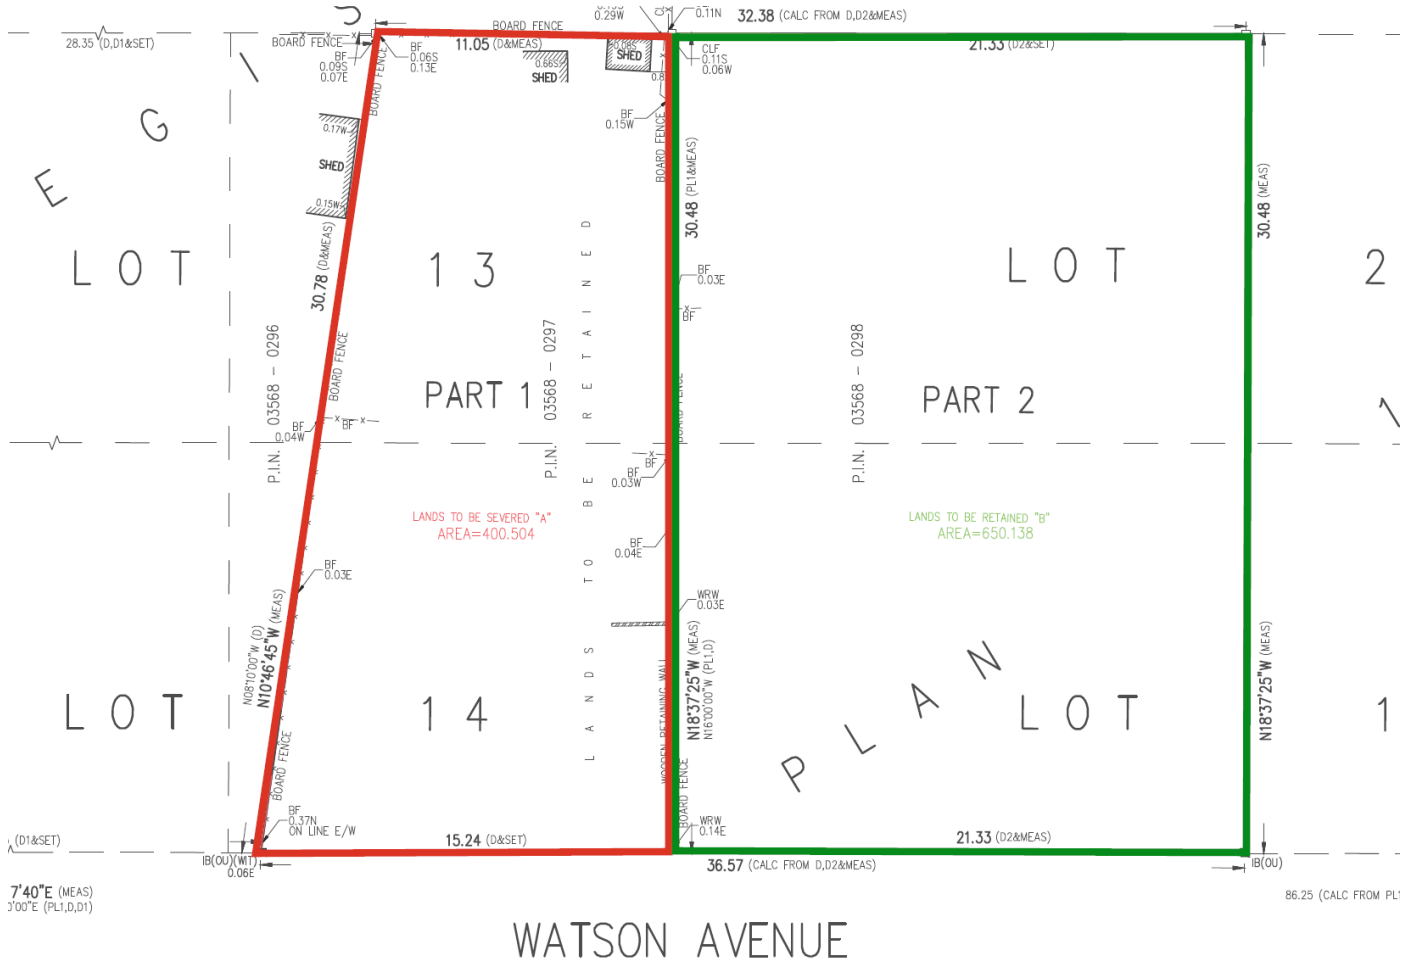 S
0.29W
0.11N
32.38 (CALC FROM D,D2&MEAS)
28.35 (D,D1&SET)
BOARD FENCE
BOARD FENCE
11.05 (D&MEAS)
21.33 (D2&SET)
BF
0.09S
0.07E
BF
0.06S
0.13E
BOARD FENCE
0.66S
SHED
0.08S
SHED
CLF
0.11S
0.06W
BF
0.15W
BOARD FENCE
I
G
E
0.17W
SHED
0.15W
30.48 (PL1&MEAS)
30.48 (MEAS)
LOT
13
LOT
2
30.78 (D&MEAS)
BF
0.03E
BF
BOARD FENCE
P.I.N. 03568 - 0296
P.I.N. 03568 - 0297
P.I.N. 03568 - 0298
LANDS TO BE RETAINED
PART 1
PART 2
BOARD FENCE
BF
0.04W
BF
BF
BF
0.03W
LANDS TO BE SEVERED "A"
AREA=400.504
LANDS TO BE RETAINED "B"
AREA=650.138
BF
0.04E
BF
0.03E
WRW
0.03E
N08°10'00"W (D)
N10°46'45"W (MEAS)
N18°37'25"W (MEAS)
N16°00'00"W (PL1,D)
N18°37'25"W (MEAS)
LOT
14
LOT
1
PLAN
WOODEN RETAINING WALL
BOARD FENCE
BOARD FENCE
BF
0.37N
ON LINE E/W
WRW
0.14E
(D1&SET)
15.24 (D&SET)
21.33 (D2&MEAS)
IB(OU)(WIT)
0.06E
36.57 (CALC FROM D,D2&MEAS)
IB(OU)
7'40"E (MEAS)
0'00"E (PL1,D,D1)
86.25 (CALC FROM PL1
WATSON AVENUE